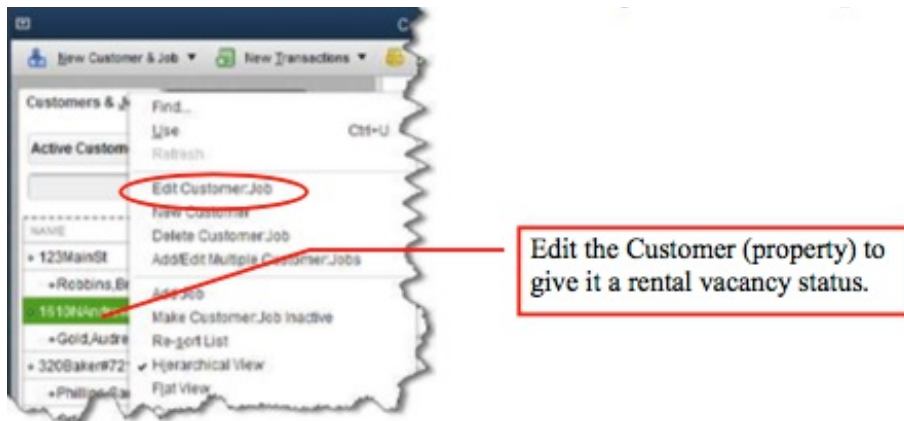 New Customer & Job ▼ New Transactions ▼
Customers &
Active Custom
NAME
123MainSt
Robbins,Br
1610NAndr
Gold,Audre
320Baker#72
Phillips,Sa
Find...
Use Ctrl+U
Refresh
Edit Customer:Job
New Customer
Delete Customer:Job
Add/Edit Multiple Customer:Jobs
Add Job
Make Customer:Job Inactive
Re-sort List
✔ Hierarchical View
Flat View
Edit the Customer (property) to
give it a rental vacancy status.